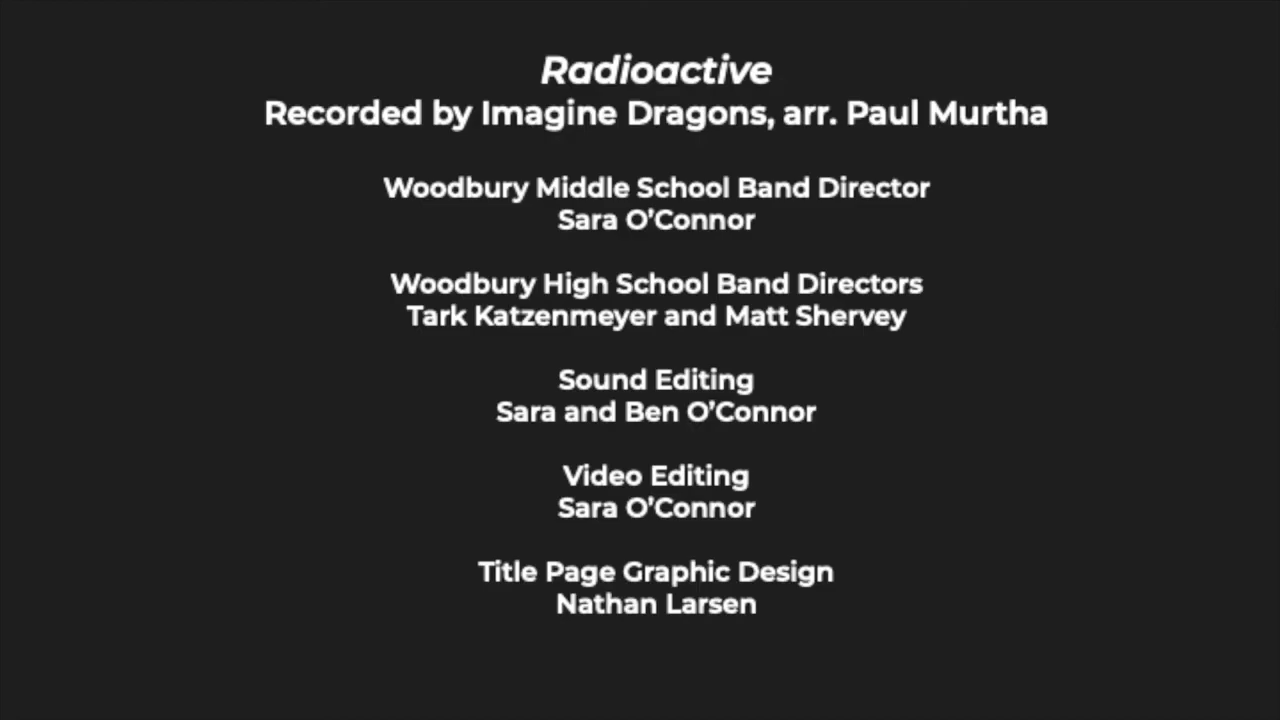 Radioactive
Recorded by Imagine Dragons, arr. Paul Murtha
Woodbury Middle School Band Director
Sara O’Connor
Woodbury High School Band Directors
Tark Katzenmeyer and Matt Shervey
Sound Editing
Sara and Ben O’Connor
Video Editing
Sara O’Connor
Title Page Graphic Design
Nathan Larsen